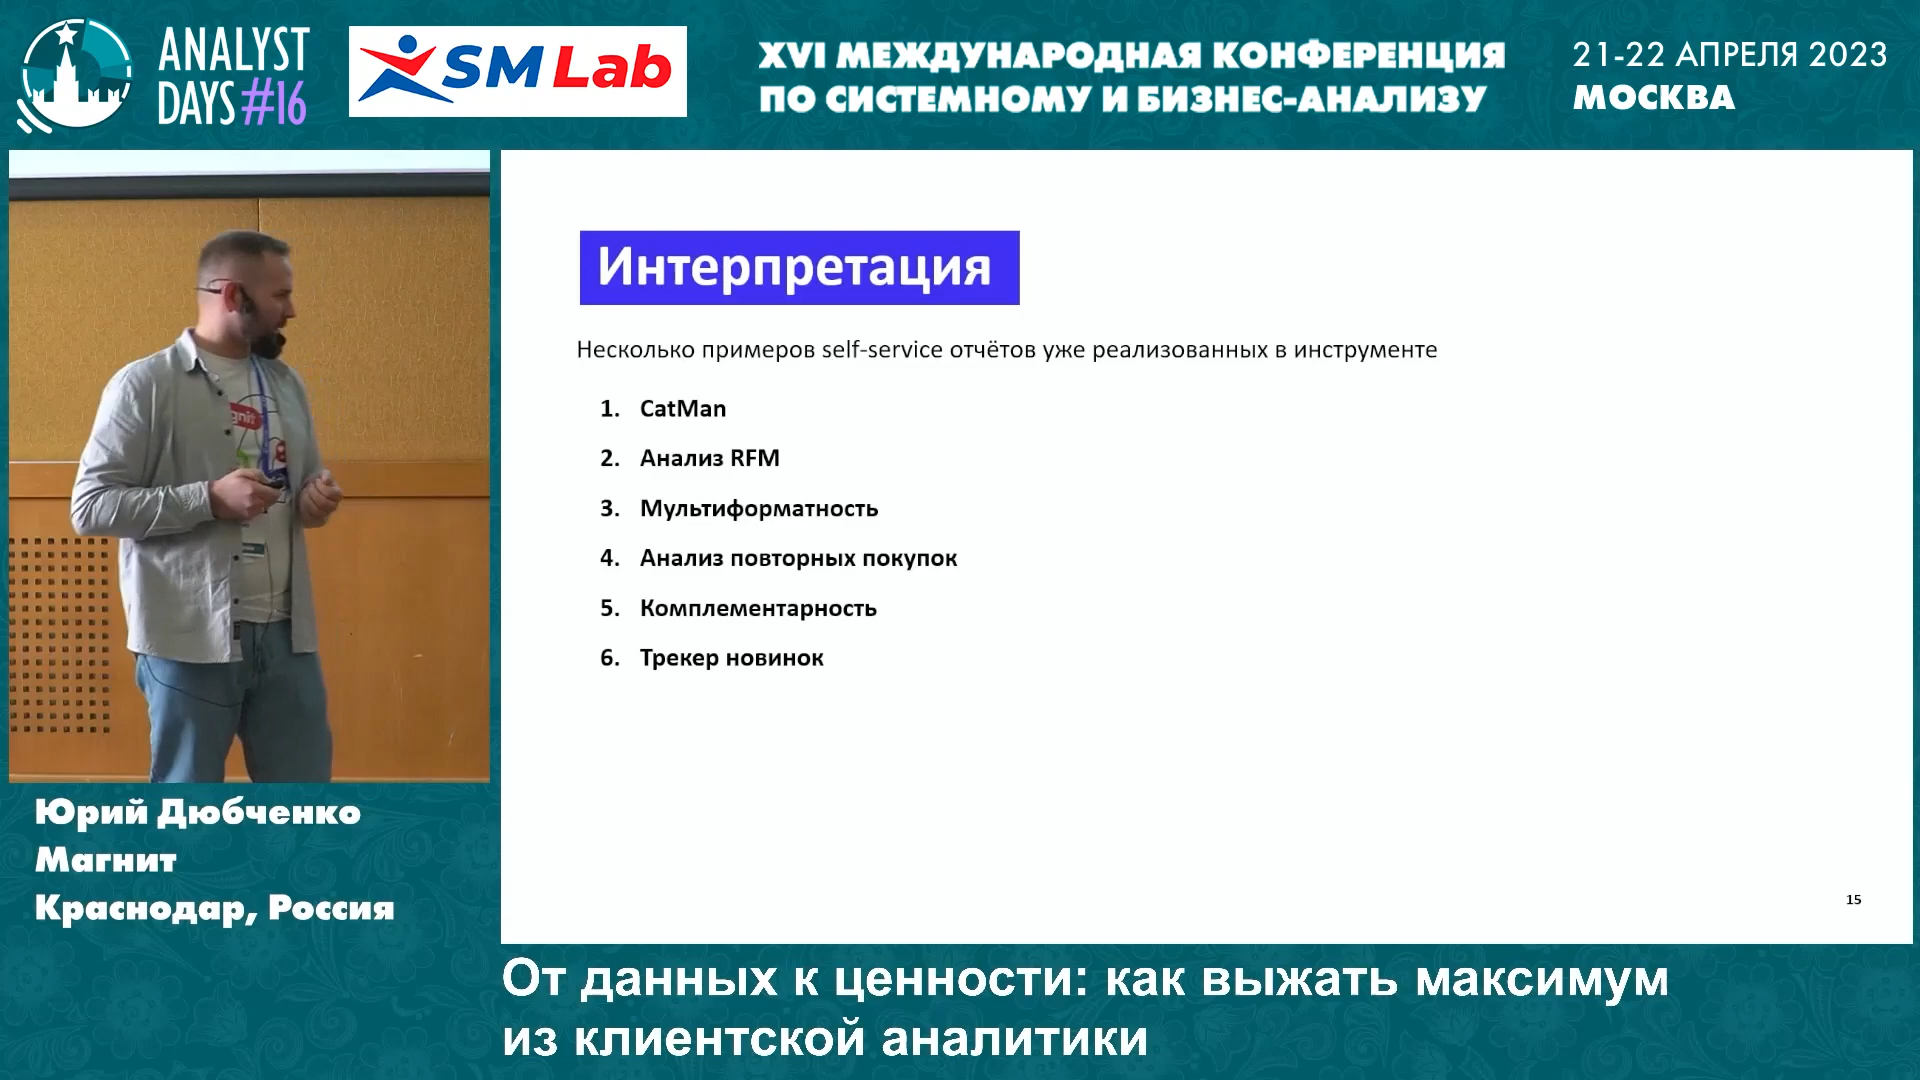 ANALYST
DAYS #16
SM Lab
XVI МЕЖДУНАРОДНАЯ КОНФЕРЕНЦИЯ
ПО СИСТЕМНОМУ И БИЗНЕС-АНАЛИЗУ
21-22 АПРЕЛЯ 2023
МОСКВА
Интерпретация
Несколько примеров self-service отчётов уже реализованных в инструменте
1. CatMan
2. Анализ RFM
3. Мультиформатность
4. Анализ повторных покупок
5. Комплементарность
6. Трекер новинок
15
gnit
Юрий Дюбченко
Магнит
Краснодар, Россия
От данных к ценности: как выжать максимум
из клиентской аналитики